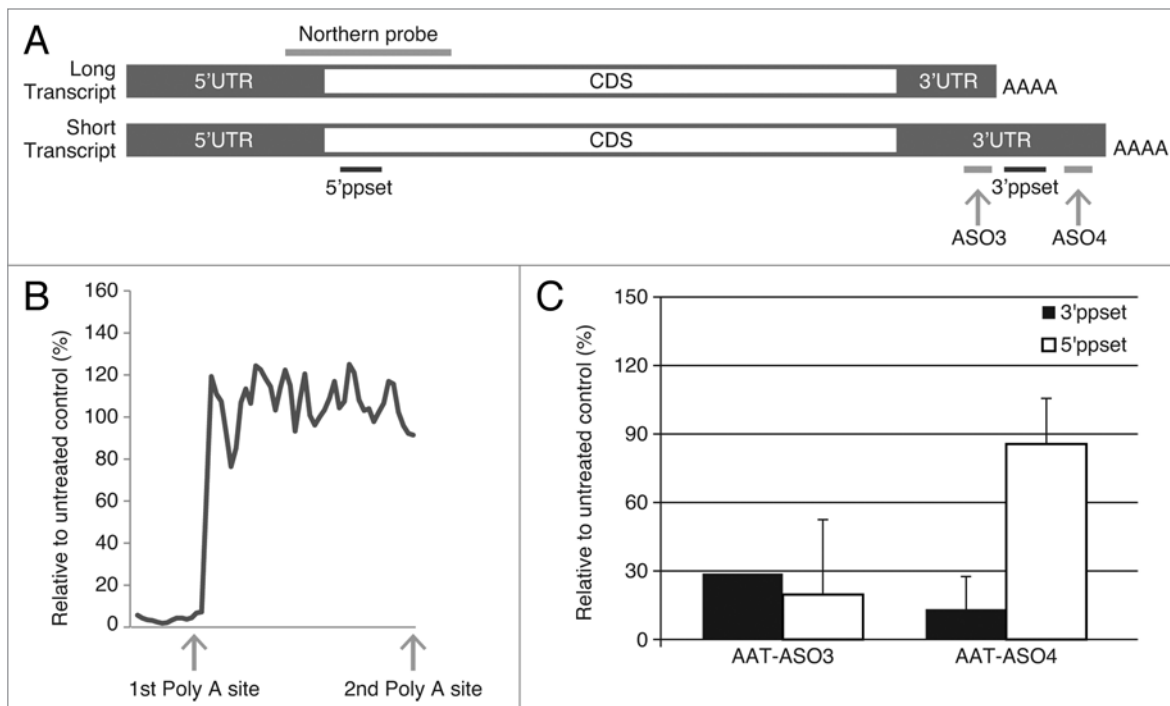 A
Northern probe
Long
Transcript
5'UTR
CDS
3'UTR
AAAA
Short
Transcript
5'UTR
CDS
3'UTR
AAAA
5'ppset
3'ppset
ASO3
ASO4
B
Relative to untreated control (%)
160
140
120
100
80
60
40
20
0
1st Poly A site
2nd Poly A site
C
Relative to untreated control (%)
150
120
90
60
30
0
3'ppset
5'ppset
AAT-ASO3
AAT-ASO4